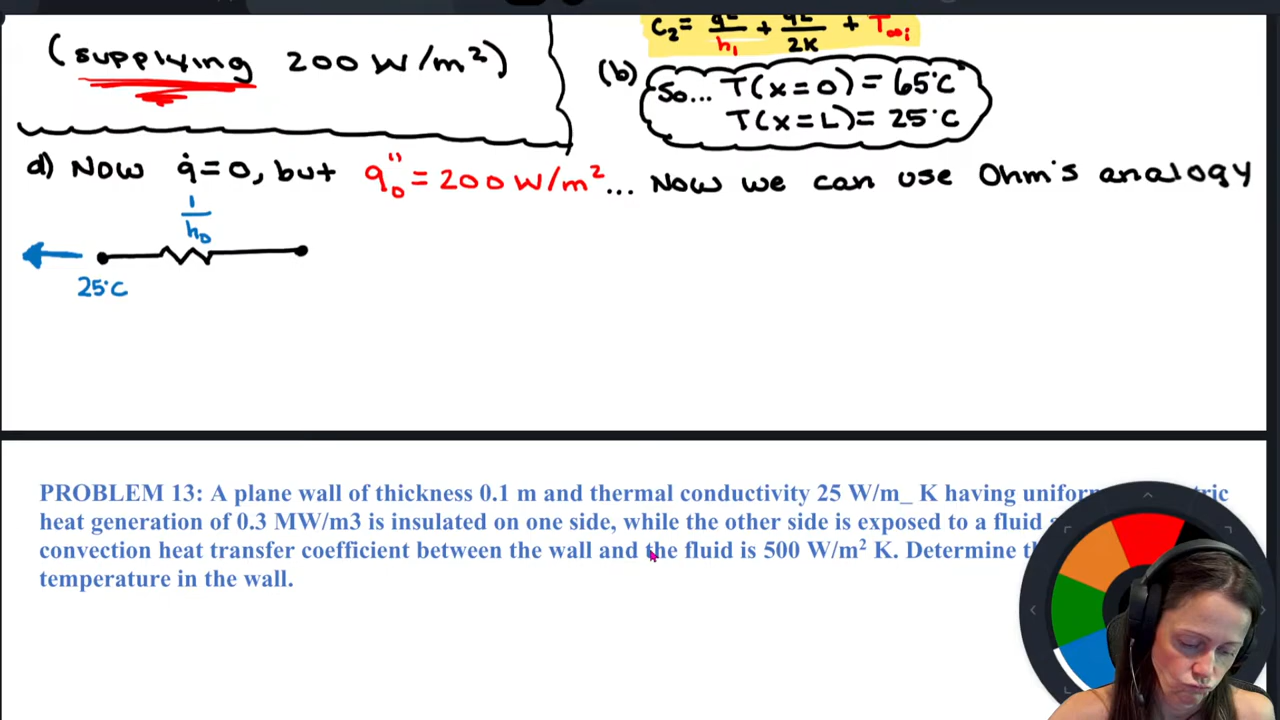 (supplying 200 W/m²)
C₂ = + q̇L²/2K + T∞ᵢ
(b) So... T(x=0) = 65°C
T(x=L) = 25°C
d) Now q̇=0, but q₀'' = 200 W/m² ... Now we can use Ohm's analogy
1/h₀
25°C
PROBLEM 13: A plane wall of thickness 0.1 m and thermal conductivity 25 W/m_ K having
heat generation of 0.3 MW/m3 is insulated on one side, while the other side is exposed to a fluid
convection heat transfer coefficient between the wall and the fluid is 500 W/m² K. Determine
temperature in the wall.